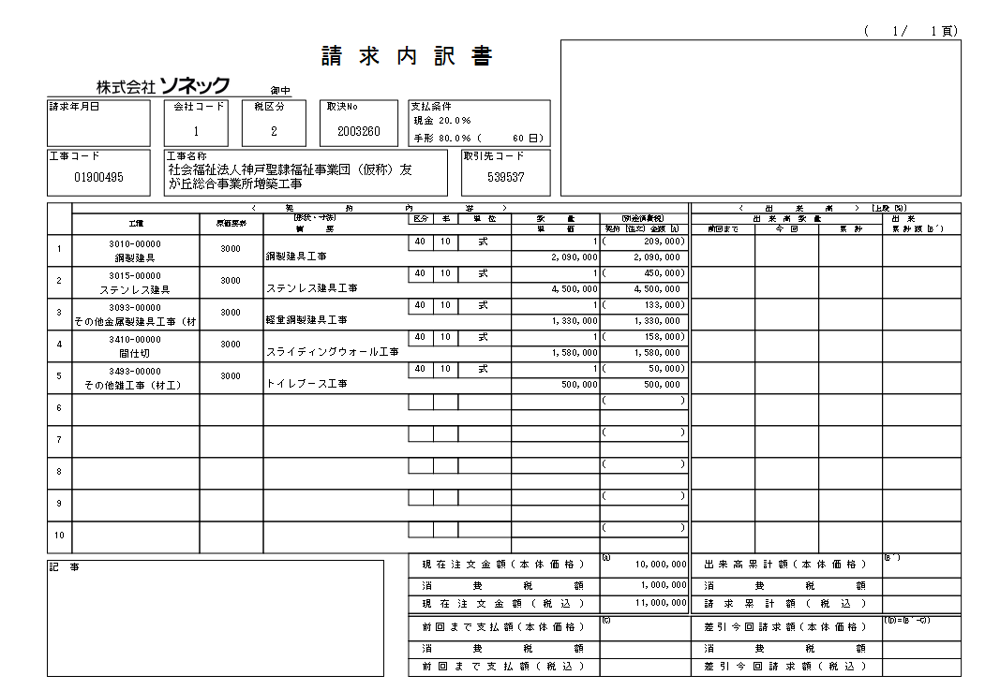 ( 1/ 1 頁)
請 求 内 訳 書
株式会社 ソネック 御中
請求年月日
会社コード
1
税区分
2
取決No
2003260
支払条件
現金 20.0%
手形 80.0% ( 60 日)
工事コード
01900495
工事名称
社会福祉法人神戸聖隷福祉事業団(仮称)友
が丘総合事業所増築工事
取引先コード
539537
< 契 約 内 容 >
< 出 来 高 > [上段(%)]
工種 原価要素 (形状・寸法) 区分 名 単 位 数 量 (別途消費税) 出 来 高 数 量 出 来
摘 要 単 価 契約(注文)金額(A) 前回まで 今 回 累 計 累計額(B´)
1 3010-00000 3000 40 10 式 1 ( 209,000)
鋼製建具 鋼製建具工事 2,090,000 2,090,000
2 3015-00000 3000 40 10 式 1 ( 450,000)
ステンレス建具 ステンレス建具工事 4,500,000 4,500,000
3 3093-00000 3000 40 10 式 1 ( 133,000)
その他金属製建具工事(材 軽量鋼製建具工事 1,330,000 1,330,000
4 3410-00000 3000 40 10 式 1 ( 158,000)
間仕切 スライディングウォール工事 1,580,000 1,580,000
5 3493-00000 3000 40 10 式 1 ( 50,000)
その他雑工事(材工) トイレブース工事 500,000 500,000
6 ( )
7 ( )
8 ( )
9 ( )
10 ( )
記 事
現在注文金額(本体価格) (A) 10,000,000 出来高累計額(本体価格) (B´)
消 費 税 額 1,000,000 消 費 税 額
現 在 注 文 金 額 ( 税 込 ) 11,000,000 請 求 累 計 額 ( 税 込 )
前回まで支払額(本体価格) (C) 差引今回請求額(本体価格) ((D)=(B´-C))
消 費 税 額 消 費 税 額
前 回 ま で 支 払 額 ( 税 込 ) 差 引 今 回 請 求 額 ( 税 込 )